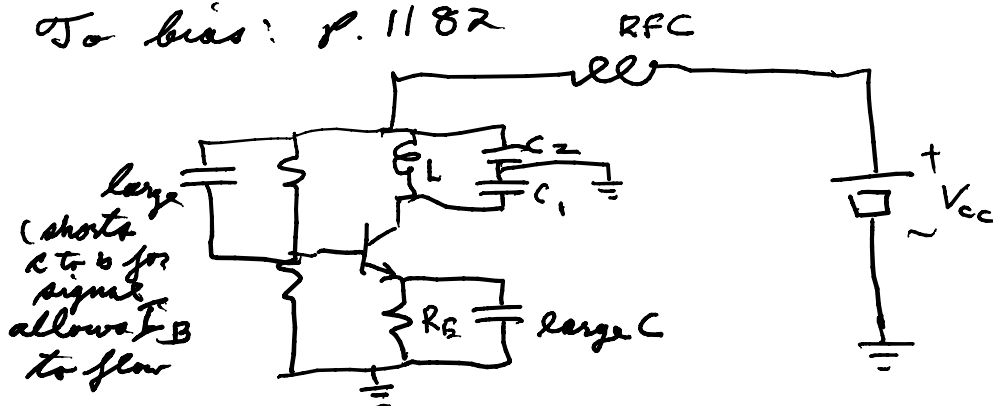 To bias: p. 1182
RFC
C2
L
C1
large
(shorts
c to b for
signal
allows IB
to flow
RE
large C
+
Vcc
~